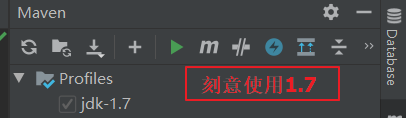 Maven
Profiles
刻意使用1.7
jdk-1.7
Database